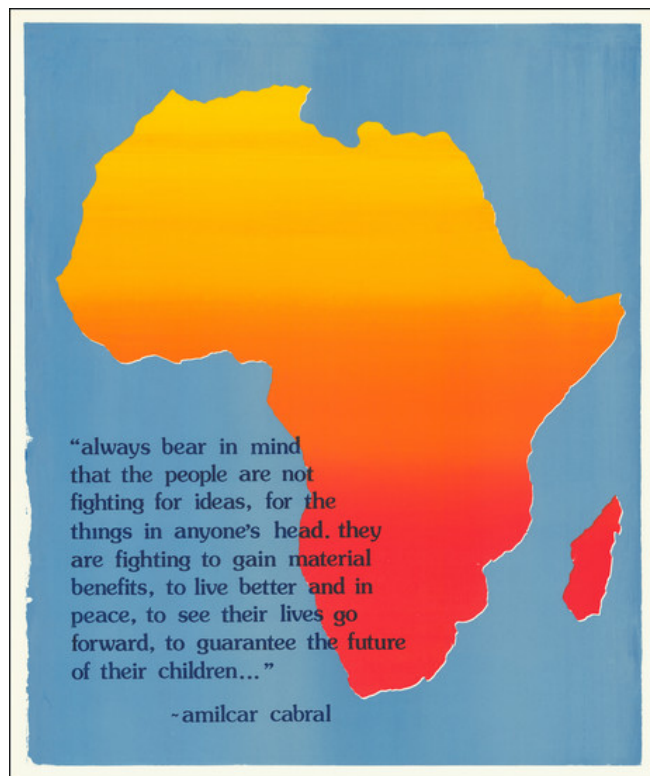 “always bear in mind
that the people are not
fighting for ideas, for the
things in anyone’s head. they
are fighting to gain material
benefits, to live better and in
peace, to see their lives go
forward, to guarantee the future
of their children...”
~amilcar cabral